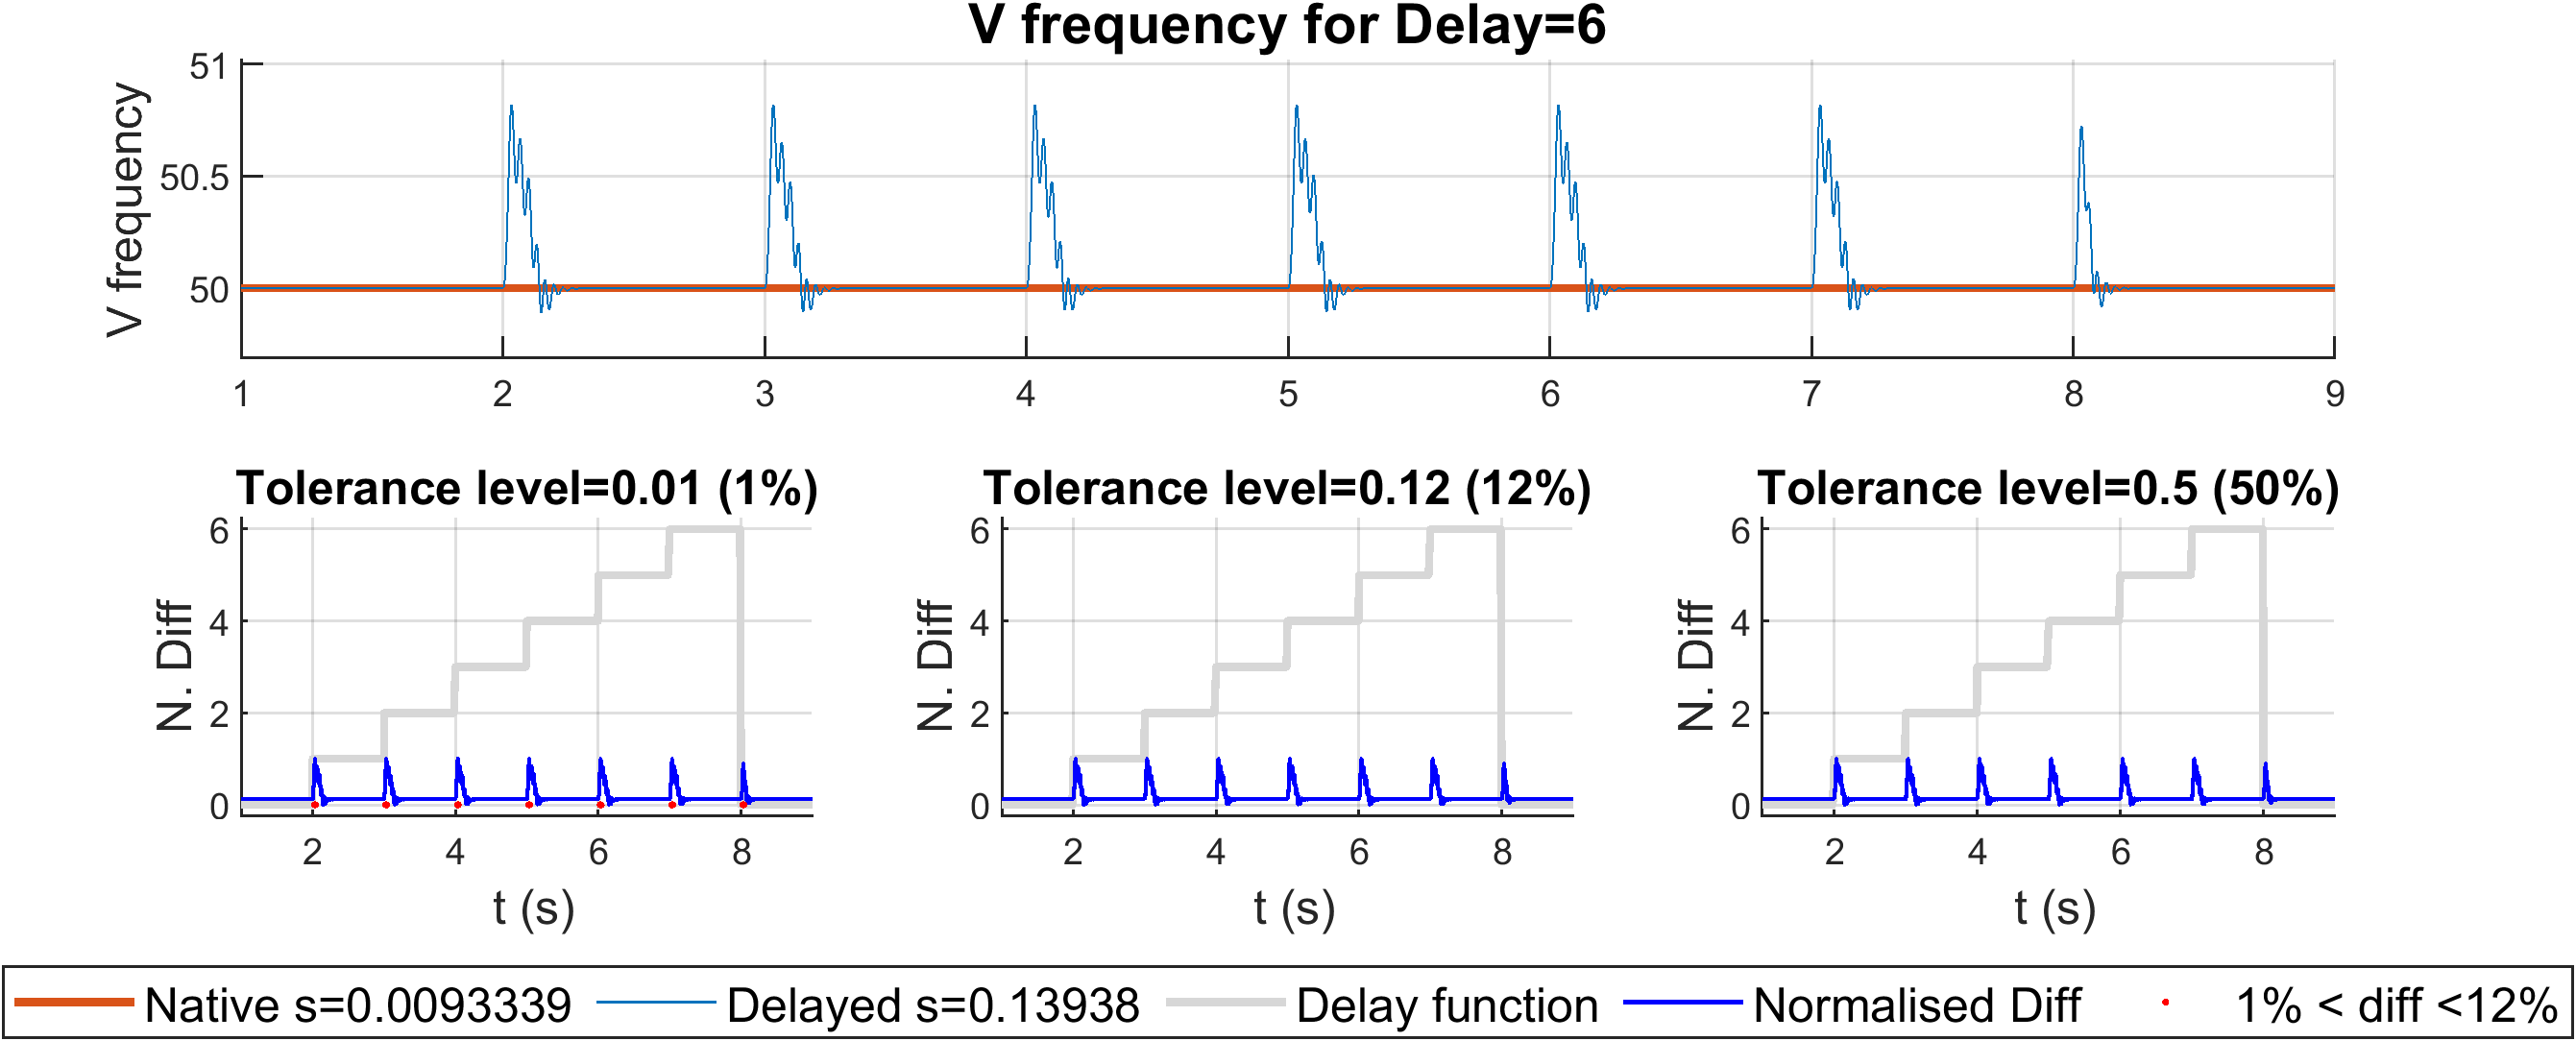 V frequency for Delay=6
V frequency
51
50.5
50
1 2 3 4 5 6 7 8 9
Tolerance level=0.01 (1%)
N. Diff
6
4
2
0
2 4 6 8
t (s)
Tolerance level=0.12 (12%)
N. Diff
6
4
2
0
2 4 6 8
t (s)
Tolerance level=0.5 (50%)
N. Diff
6
4
2
0
2 4 6 8
t (s)
Native s=0.0093339 Delayed s=0.13938 Delay function Normalised Diff 1% < diff <12%